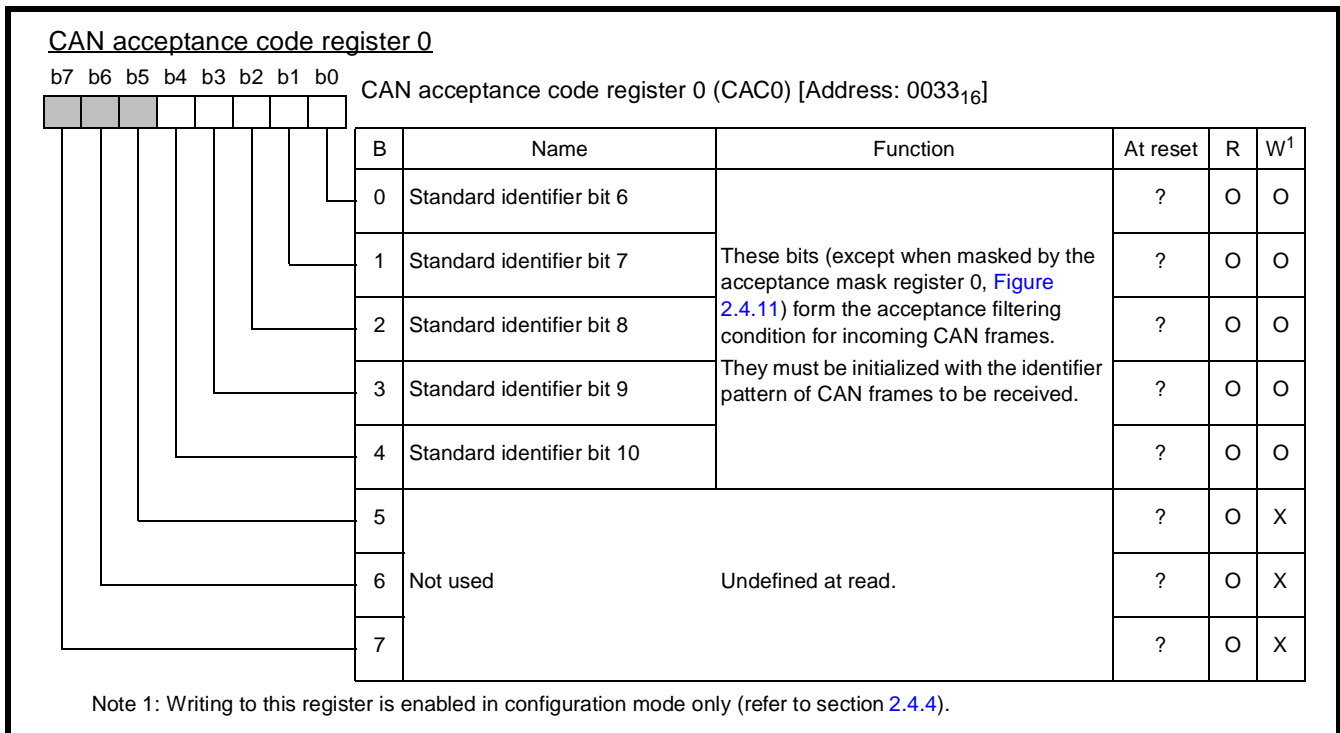 CAN acceptance code register 0
b7 b6 b5 b4 b3 b2 b1 b0
CAN acceptance code register 0 (CAC0) [Address: 0033₁₆]
B Name Function At reset R W¹
0 Standard identifier bit 6 ? O O
1 Standard identifier bit 7 ? O O
2 Standard identifier bit 8 ? O O
3 Standard identifier bit 9 ? O O
4 Standard identifier bit 10 ? O O
These bits (except when masked by the
acceptance mask register 0, Figure
2.4.11) form the acceptance filtering
condition for incoming CAN frames.
They must be initialized with the identifier
pattern of CAN frames to be received.
5 ? O X
6 Not used Undefined at read. ? O X
7 ? O X
Note 1: Writing to this register is enabled in configuration mode only (refer to section 2.4.4).